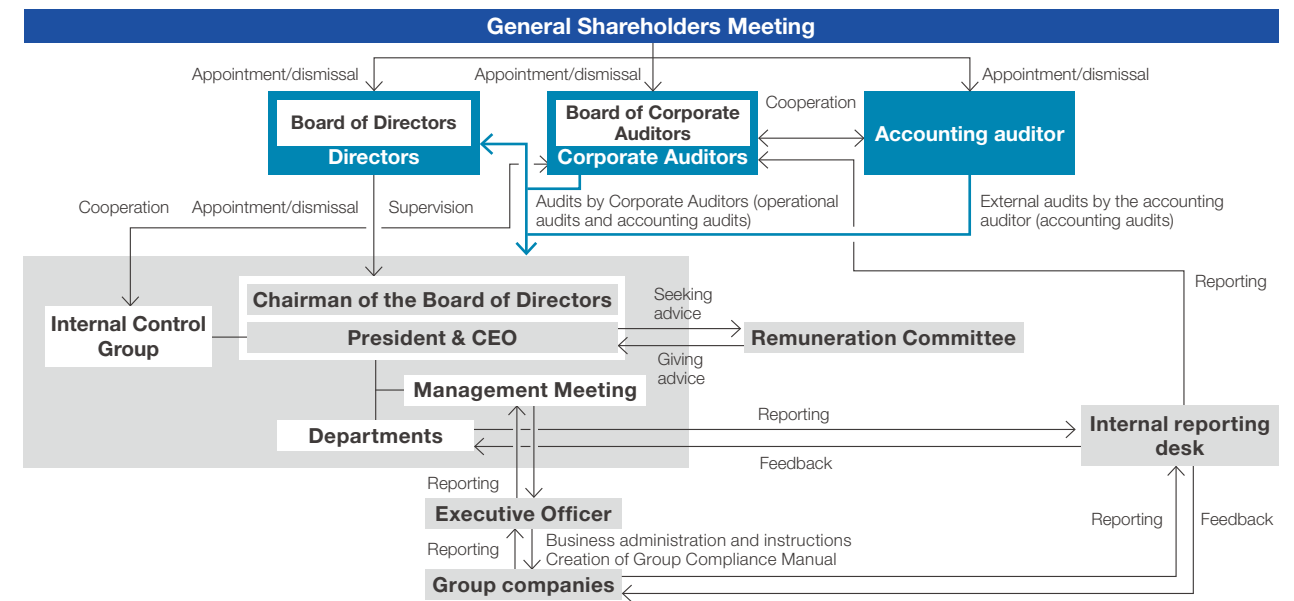 General Shareholders Meeting
Appointment/dismissal
Appointment/dismissal
Appointment/dismissal
Board of Directors
Directors
Board of Corporate
Auditors
Corporate Auditors
Cooperation
Accounting auditor
Cooperation
Appointment/dismissal
Supervision
Audits by Corporate Auditors (operational
audits and accounting audits)
External audits by the accounting
auditor (accounting audits)
Reporting
Internal Control
Group
Chairman of the Board of Directors
President & CEO
Seeking
advice
Giving
advice
Remuneration Committee
Management Meeting
Departments
Reporting
Feedback
Internal reporting
desk
Reporting
Executive Officer
Reporting
Business administration and instructions
Creation of Group Compliance Manual
Group companies
Reporting
Feedback